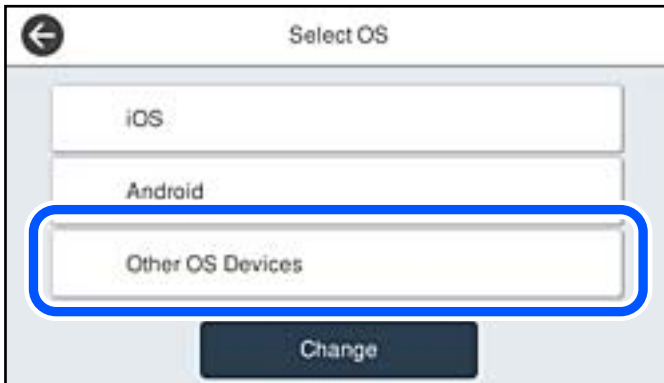 Select OS
iOS
Android
Other OS Devices
Change